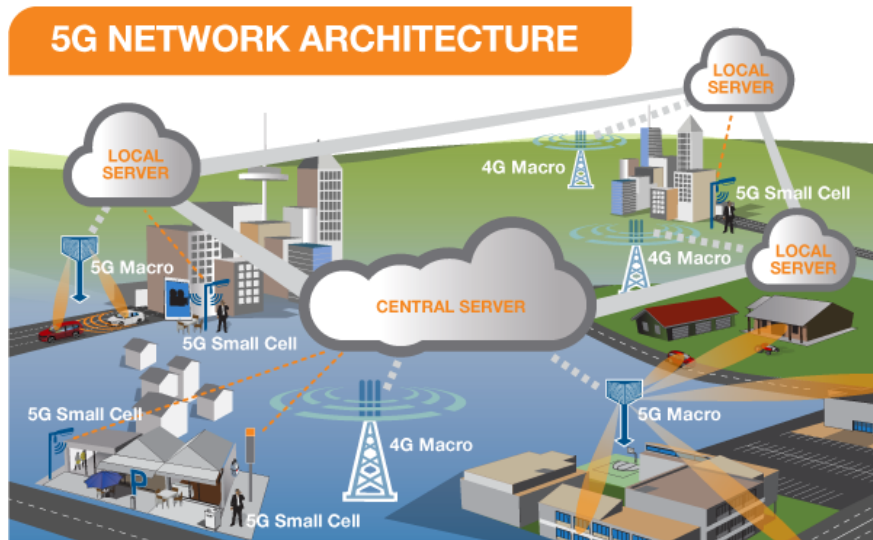 5G NETWORK ARCHITECTURE
LOCAL
SERVER
LOCAL
SERVER
4G Macro
5G Small Cell
5G Macro
4G Macro
LOCAL
SERVER
CENTRAL SERVER
5G Small Cell
5G Small Cell
4G Macro
5G Macro
P
5G Small Cell